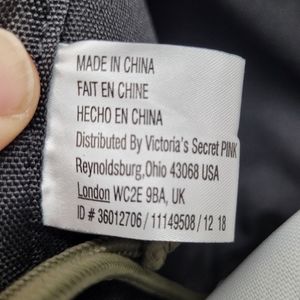 MADE IN CHINA
FAIT EN CHINE
HECHO EN CHINA
Distributed By Victoria's Secret PINK
Reynoldsburg,Ohio 43068 USA
London WC2E 9BA, UK
ID # 36012706 / 11149508 / 12 18